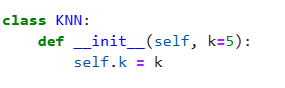 class KNN:
    def __init__(self, k=5):
        self.k = k